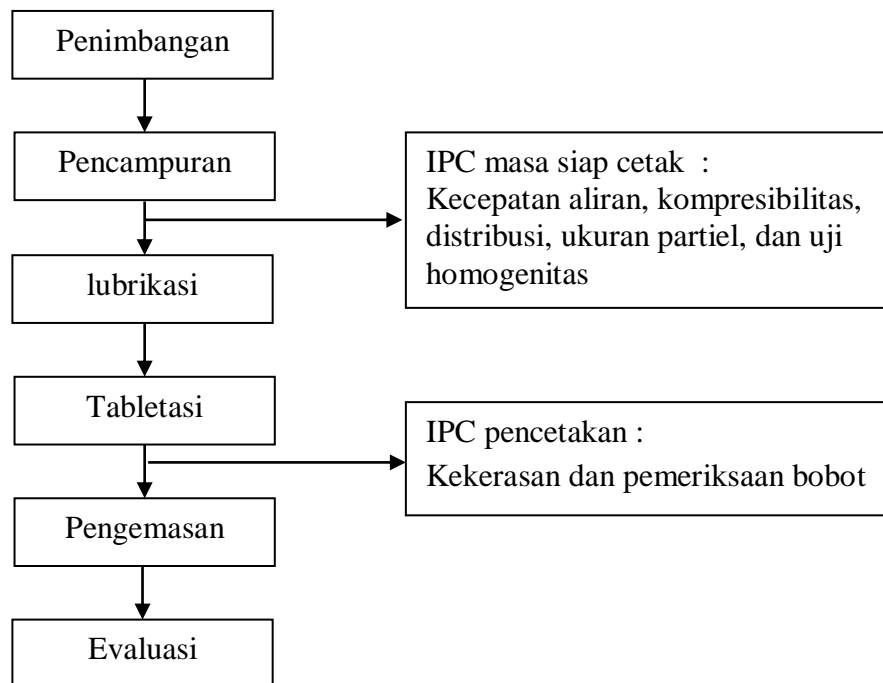 Penimbangan
Pencampuran
IPC masa siap cetak :
Kecepatan aliran, kompresibilitas,
distribusi, ukuran partiel, dan uji
homogenitas
lubrikasi
Tabletasi
IPC pencetakan :
Kekerasan dan pemeriksaan bobot
Pengemasan
Evaluasi